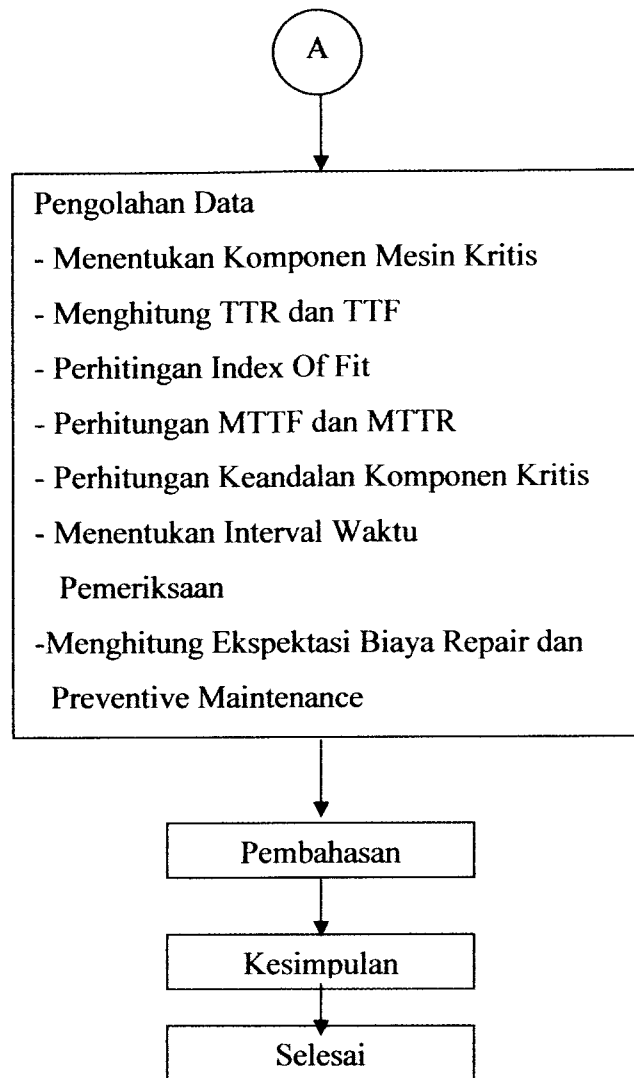 A
Pengolahan Data
- Menentukan Komponen Mesin Kritis
- Menghitung TTR dan TTF
- Perhitingan Index Of Fit
- Perhitungan MTTF dan MTTR
- Perhitungan Keandalan Komponen Kritis
- Menentukan Interval Waktu
Pemeriksaan
-Menghitung Ekspektasi Biaya Repair dan
Preventive Maintenance
Pembahasan
Kesimpulan
Selesai